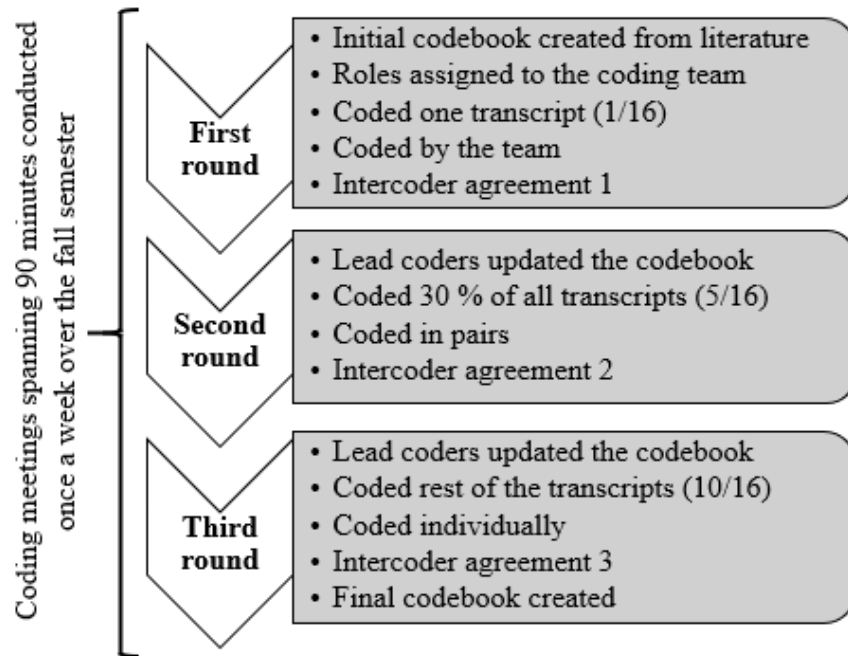 Coding meetings spanning 90 minutes conducted
once a week over the fall semester
First
round
• Initial codebook created from literature
• Roles assigned to the coding team
• Coded one transcript (1/16)
• Coded by the team
• Intercoder agreement 1
Second
round
• Lead coders updated the codebook
• Coded 30 % of all transcripts (5/16)
• Coded in pairs
• Intercoder agreement 2
Third
round
• Lead coders updated the codebook
• Coded rest of the transcripts (10/16)
• Coded individually
• Intercoder agreement 3
• Final codebook created